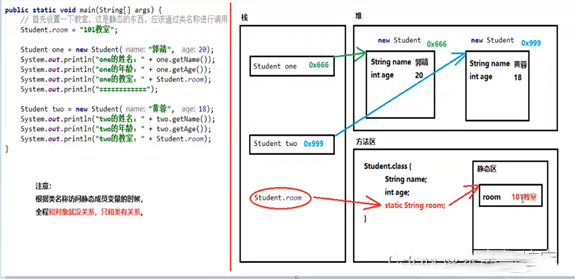 public static void main(String[] args) {
// 首先设置一下教室，这是静态的东西，应该通过类名称进行调用
Student.room = "101教室";
Student one = new Student( name: "郭靖", age: 20);
System.out.println("one的姓名：" + one.getName());
System.out.println("one的年龄：" + one.getAge());
System.out.println("one的教室：" + Student.room);
System.out.println("============");
Student two = new Student( name: "黄蓉", age: 18);
System.out.println("two的姓名：" + two.getName());
System.out.println("two的年龄：" + two.getAge());
System.out.println("two的教室：" + Student.room);
}
注意：
根据类名称访问静态成员变量的时候，
全程和对象就没关系，只和类有关系。
栈
Student one 0x666
Student two 0x999
Student.room
堆
new Student 0x666
String name 郭靖
int age 20
new Student 0x999
String name 黄蓉
int age 18
方法区
Student.class {
String name;
int age;
static String room;
}
静态区
room 101教室